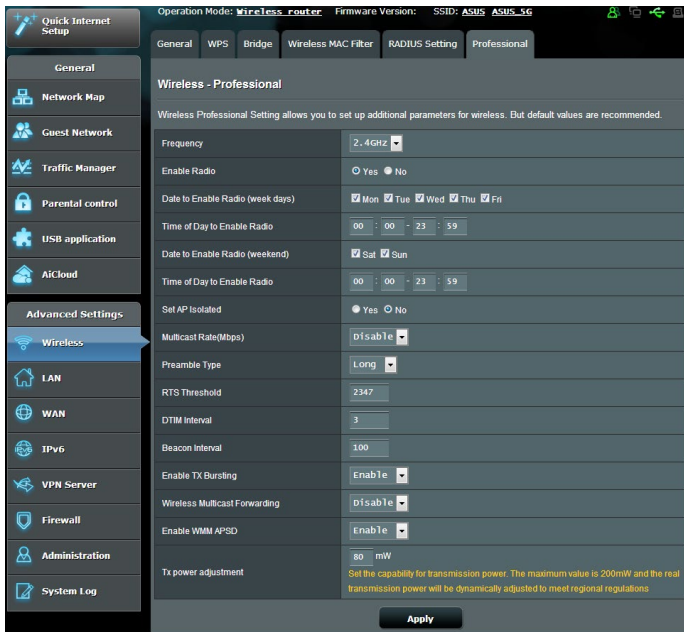 Quick Internet
Setup
General
Network Map
Guest Network
Traffic Manager
Parental control
USB application
AiCloud
Advanced Settings
Wireless
LAN
WAN
IPv6
IPv6
VPN Server
Firewall
Administration
System Log
Operation Mode: Wireless router Firmware Version: SSID: ASUS ASUS_5G
General WPS Bridge Wireless MAC Filter RADIUS Setting Professional
Wireless - Professional
Wireless Professional Setting allows you to set up additional parameters for wireless. But default values are recommended.
Frequency 2.4GHz
Enable Radio Yes No
Date to Enable Radio (week days) Mon Tue Wed Thu Fri
Time of Day to Enable Radio 00 : 00 - 23 : 59
Date to Enable Radio (weekend) Sat Sun
Time of Day to Enable Radio 00 : 00 - 23 : 59
Set AP Isolated Yes No
Multicast Rate(Mbps) Disable
Preamble Type Long
RTS Threshold 2347
DTIM Interval 3
Beacon Interval 100
Enable TX Bursting Enable
Wireless Multicast Forwarding Disable
Enable WMM APSD Enable
Tx power adjustment 80 mW
Set the capability for transmission power. The maximum value is 200mW and the real
transmission power will be dynamically adjusted to meet regional regulations
Apply